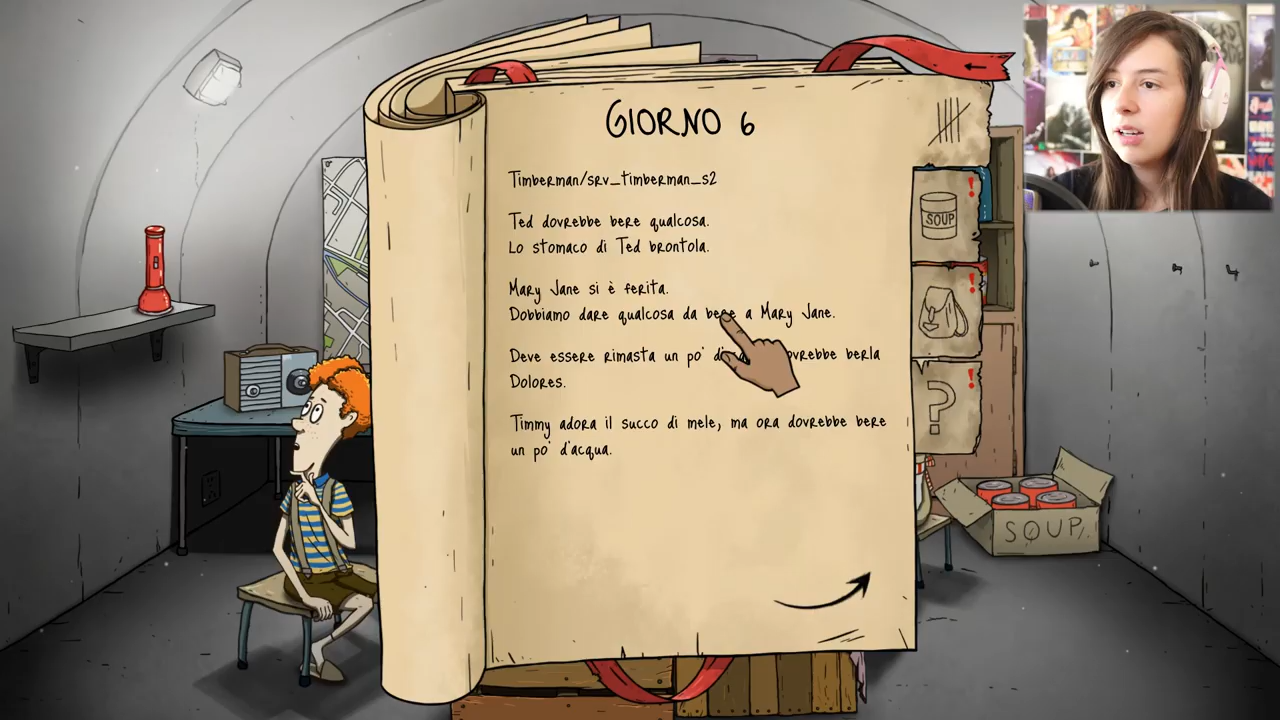 GIORNO 6
Timberman/srv_timberman_s2
Ted dovrebbe bere qualcosa.
Lo stomaco di Ted brontola.
Mary Jane si è ferita.
Dobbiamo dare qualcosa da bere a Mary Jane.
Deve essere rimasta un po' berla
Dolores.
Timmy adora il succo di mele, ma ora dovrebbe bere
un po' d'acqua.
SOUP
?
SOUP